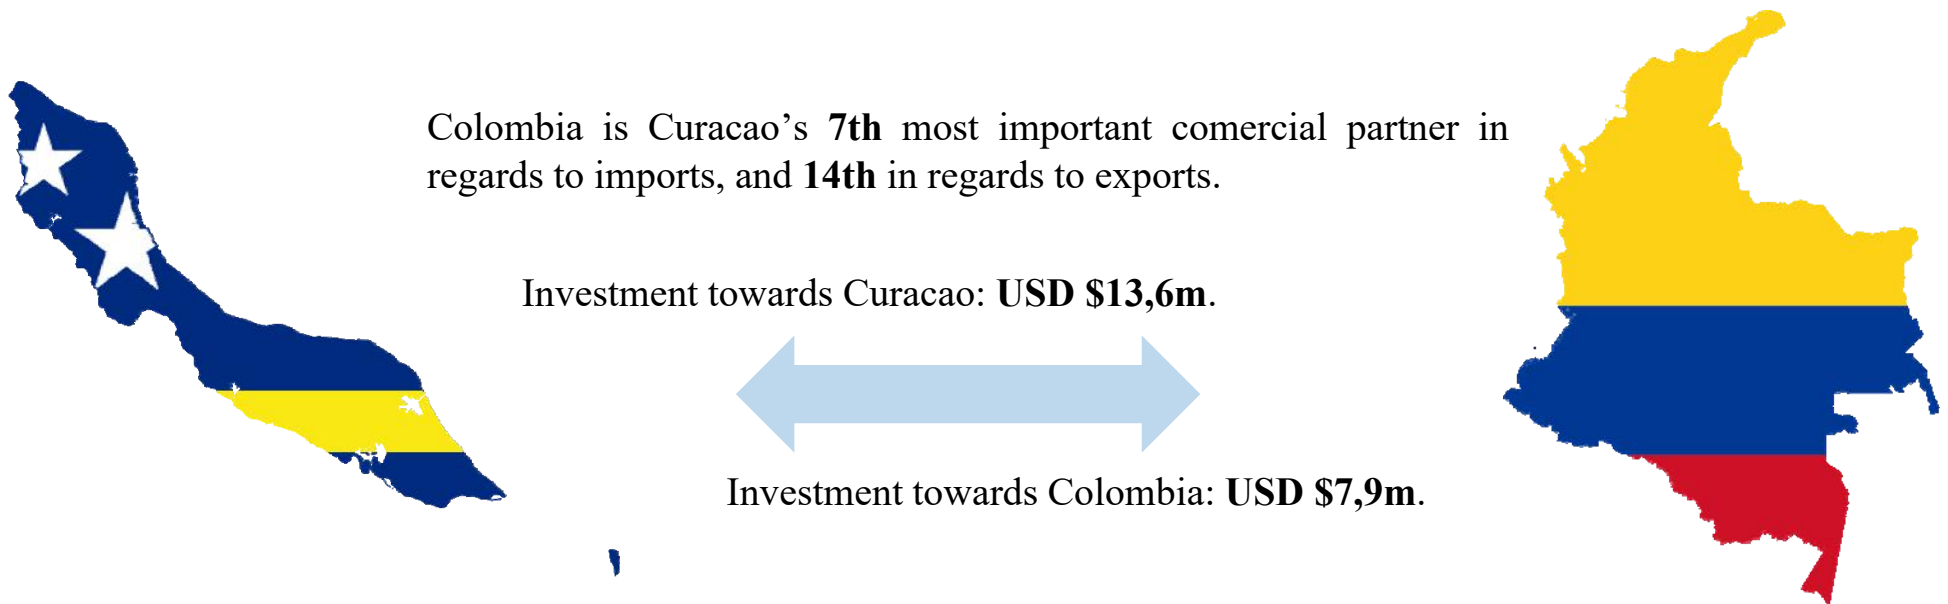 Colombia is Curacao’s 7th most important comercial partner in
regards to imports, and 14th in regards to exports.
Investment towards Curacao: USD $13,6m.
Investment towards Colombia: USD $7,9m.